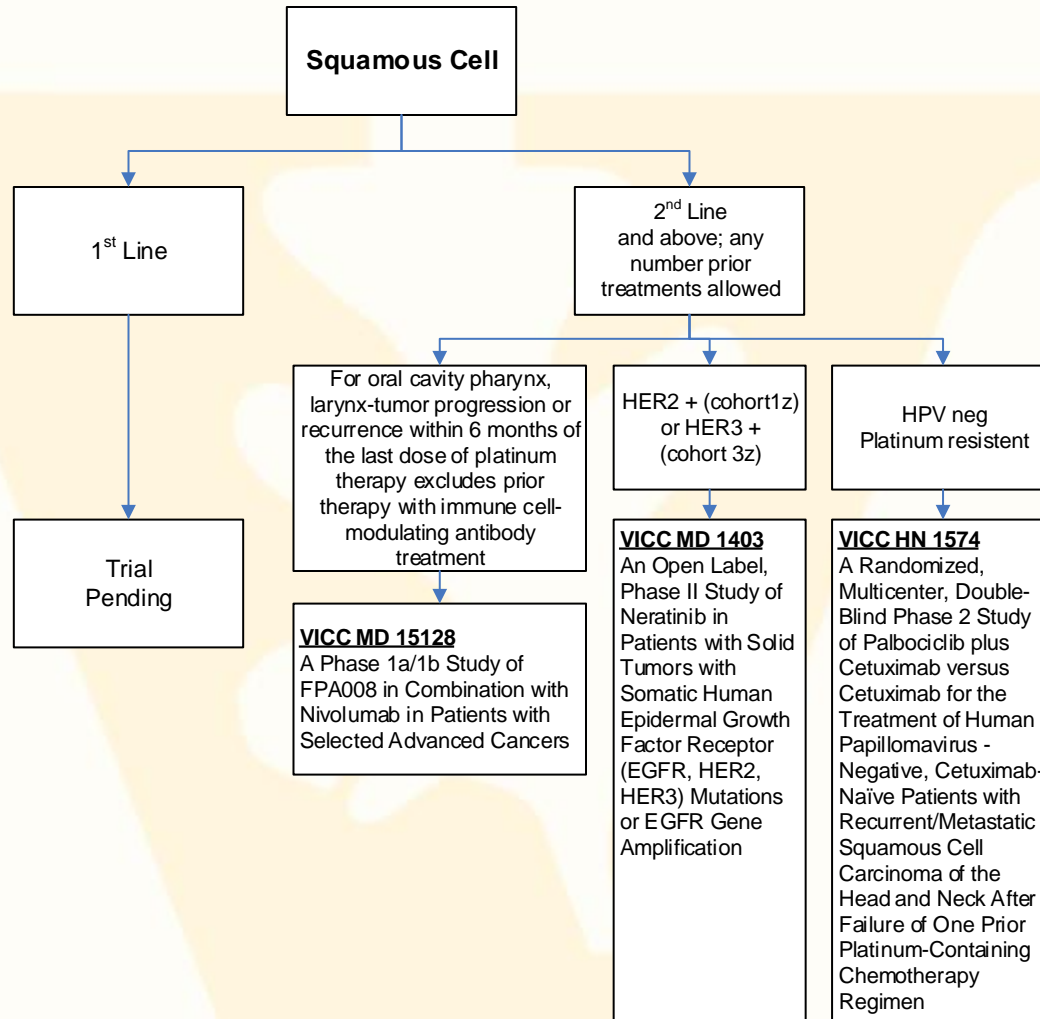 Squamous Cell
1st Line
2nd Line
and above; any
number prior
treatments allowed
For oral cavity pharynx,
larynx-tumor progression or
recurrence within 6 months of
the last dose of platinum
therapy excludes prior
therapy with immune cell-
modulating antibody
treatment
HER2 + (cohort1z)
or HER3 +
(cohort 3z)
HPV neg
Platinum resistent
Trial
Pending
VICC MD 15128
A Phase 1a/1b Study of
FPA008 in Combination with
Nivolumab in Patients with
Selected Advanced Cancers
VICC MD 1403
An Open Label,
Phase II Study of
Neratinib in
Patients with Solid
Tumors with
Somatic Human
Epidermal Growth
Factor Receptor
(EGFR, HER2,
HER3) Mutations
or EGFR Gene
Amplification
VICC HN 1574
A Randomized,
Multicenter, Double-
Blind Phase 2 Study
of Palbociclib plus
Cetuximab versus
Cetuximab for the
Treatment of Human
Papillomavirus -
Negative, Cetuximab-
Naïve Patients with
Recurrent/Metastatic
Squamous Cell
Carcinoma of the
Head and Neck After
Failure of One Prior
Platinum-Containing
Chemotherapy
Regimen